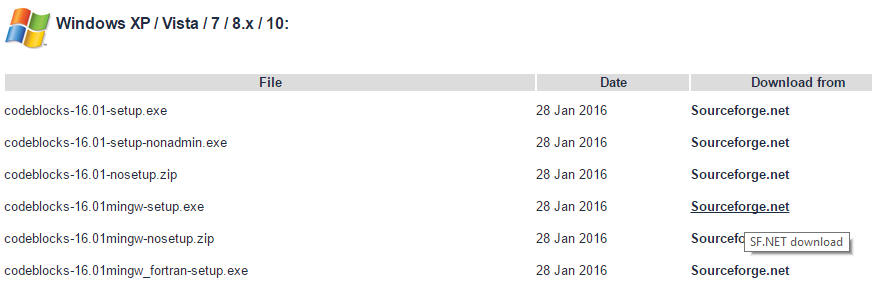 Windows XP / Vista / 7 / 8.x / 10:
File Date Download from
codeblocks-16.01-setup.exe 28 Jan 2016 Sourceforge.net
codeblocks-16.01-setup-nonadmin.exe 28 Jan 2016 Sourceforge.net
codeblocks-16.01-nosetup.zip 28 Jan 2016 Sourceforge.net
codeblocks-16.01mingw-setup.exe 28 Jan 2016 Sourceforge.net
codeblocks-16.01mingw-nosetup.zip 28 Jan 2016 Sourcefo
SF.NET download
codeblocks-16.01mingw_fortran-setup.exe 28 Jan 2016 Sourceforge.net